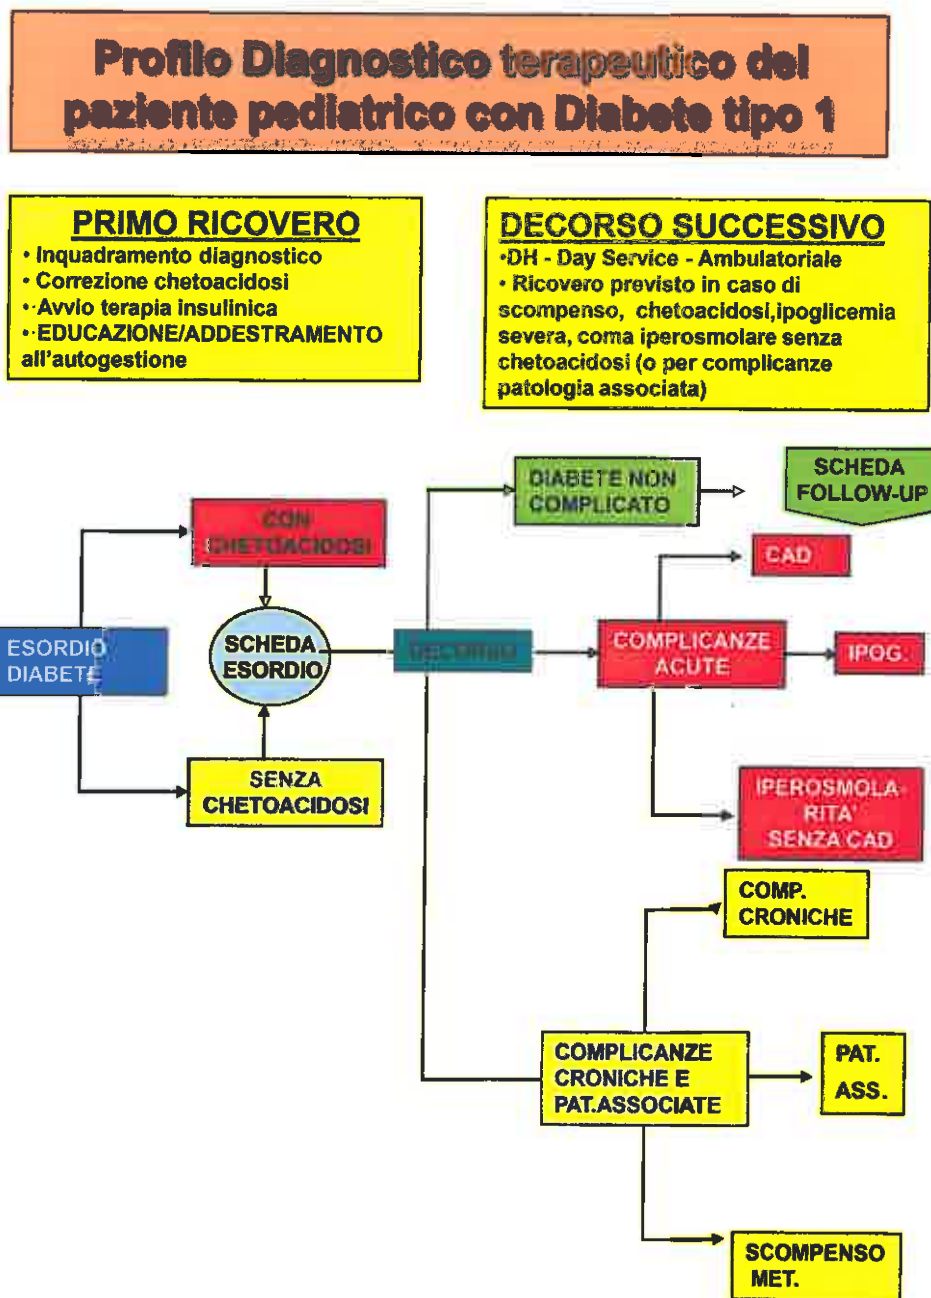 Profilo Diagnostico terapeutico del
paziente pediatrico con Diabete tipo 1
PRIMO RICOVERO
• Inquadramento diagnostico
• Correzione chetoacidosi
• Avvio terapia insulinica
• EDUCAZIONE/ADDESTRAMENTO
all'autogestione
DECORSO SUCCESSIVO
•DH - Day Service - Ambulatoriale
• Ricovero previsto in caso di
scompenso, chetoacidosi,ipoglicemia
severa, coma iperosmolare senza
chetoacidosi (o per complicanze
patologia associata)
DIABETE NON
COMPLICATO
SCHEDA
FOLLOW-UP
CON
CHETOACIDOSI
CAD
ESORDIO
DIABETE
SCHEDA
ESORDIO
DECORSO
COMPLICANZE
ACUTE
IPOG.
SENZA
CHETOACIDOSI
IPEROSMOLA-
RITA'
SENZA CAD
COMP.
CRONICHE
COMPLICANZE
CRONICHE E
PAT.ASSOCIATE
PAT.
ASS.
SCOMPENSO
MET.